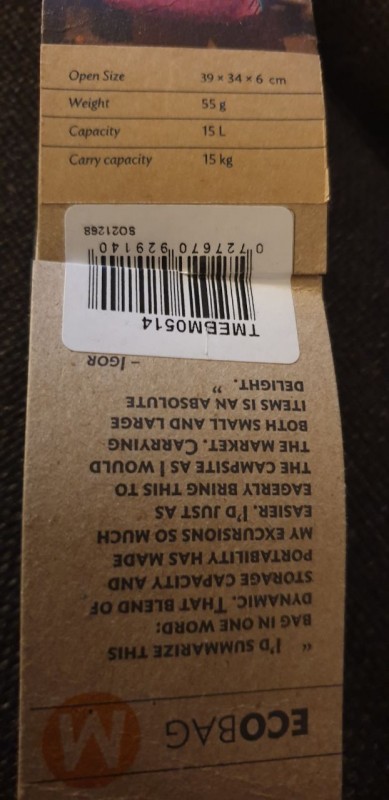 Open Size 39 × 34 × 6 cm
Weight 55 g
Capacity 15 L
Carry capacity 15 kg
TMEEBM0514
0 727670 929140
SO21268
ECOBAG M
“ I'D SUMMARIZE THIS
BAG IN ONE WORD:
DYNAMIC. THAT BLEND OF
STORAGE CAPACITY AND
PORTABILITY HAS MADE
MY EXCURSIONS SO MUCH
EASIER. I'D JUST AS
EAGERLY BRING THIS TO
THE CAMPSITE AS I WOULD
THE MARKET. CARRYING
BOTH SMALL AND LARGE
ITEMS IS AN ABSOLUTE
DELIGHT. ”
– IGOR